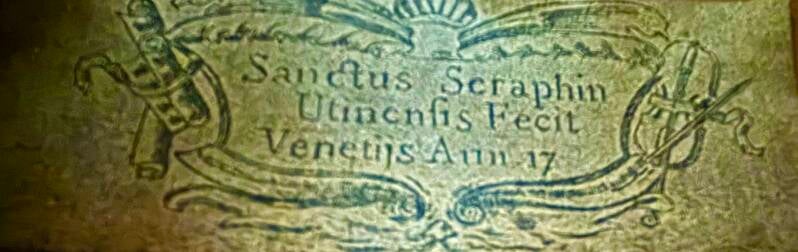 Sanctus Seraphin
Utinensis Fecit
Venetijs Ann. 17